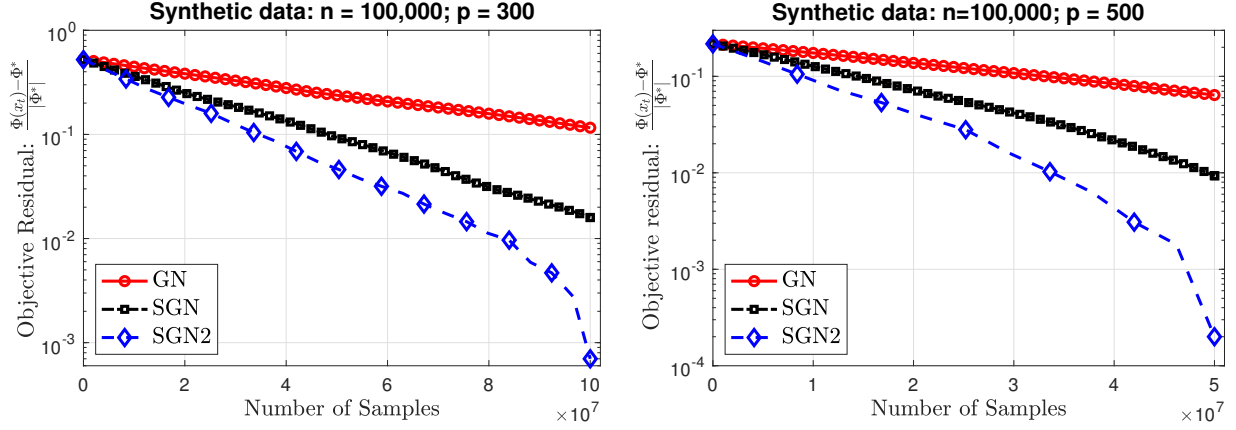 Synthetic data: n = 100,000; p = 300
Objective Residual: Φ(x_t)−Φ* / |Φ*|
10^0
10^-1
10^-2
10^-3
GN
SGN
SGN2
0 2 4 6 8 10
Number of Samples
×10^7
Synthetic data: n=100,000; p = 500
Objective residual: Φ(x_t)−Φ* / |Φ*|
10^-1
10^-2
10^-3
10^-4
GN
SGN
SGN2
0 1 2 3 4 5
Number of Samples
×10^7